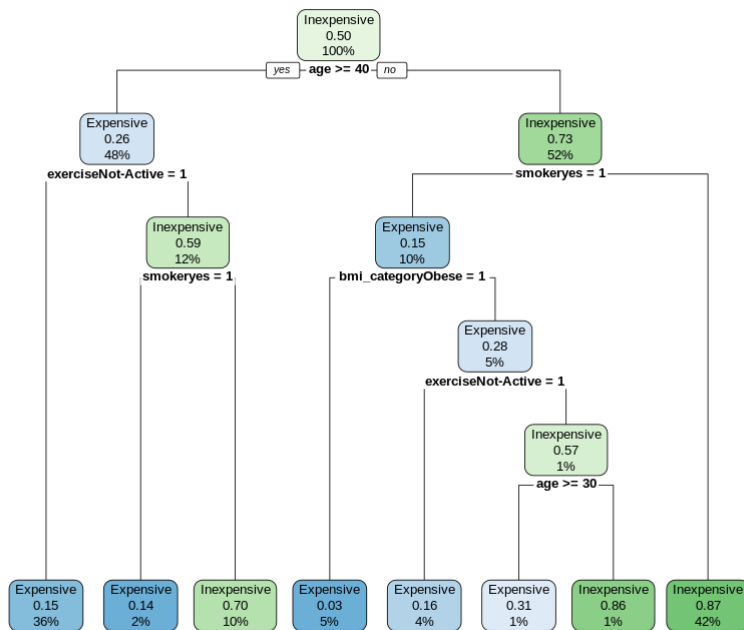 Inexpensive
0.50
100%
yes age >= 40 no
Expensive
0.26
48%
exerciseNot-Active = 1
Inexpensive
0.73
52%
smokeryes = 1
Inexpensive
0.59
12%
smokeryes = 1
Expensive
0.15
10%
bmi_categoryObese = 1
Expensive
0.28
5%
exerciseNot-Active = 1
Inexpensive
0.57
1%
age >= 30
Expensive
0.15
36%
Expensive
0.14
2%
Inexpensive
0.70
10%
Expensive
0.03
5%
Expensive
0.16
4%
Expensive
0.31
1%
Inexpensive
0.86
1%
Inexpensive
0.87
42%